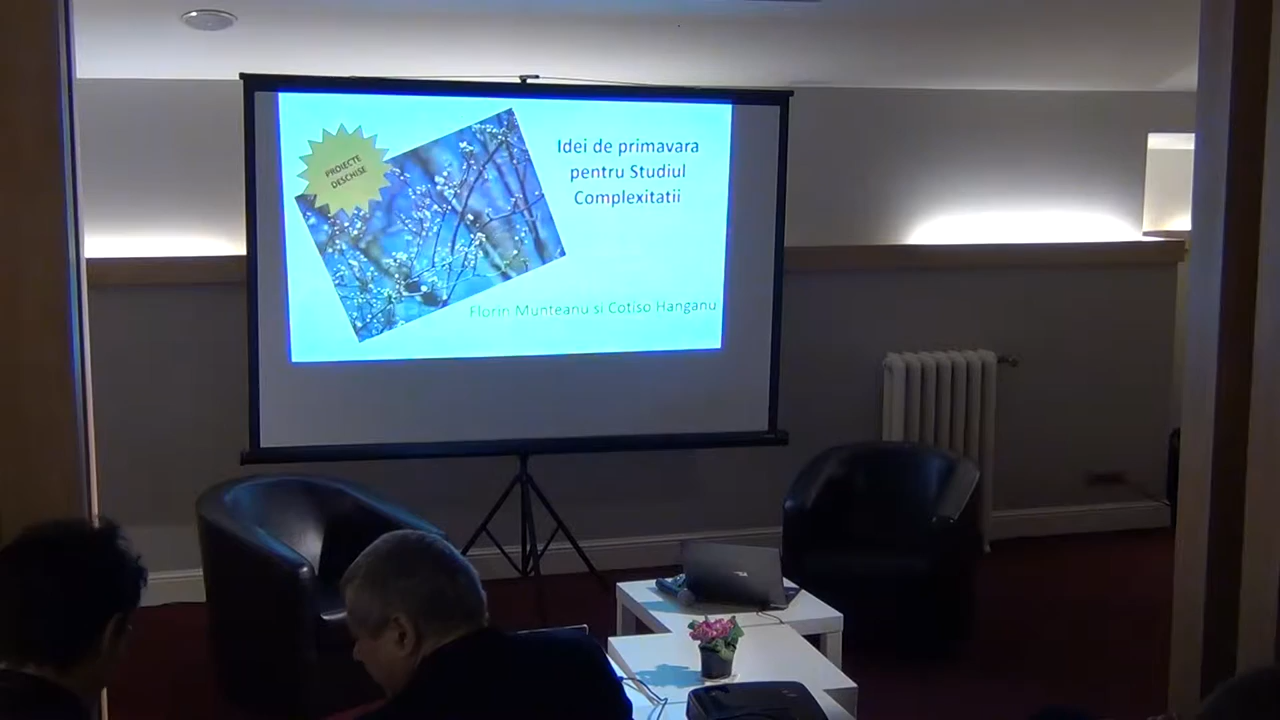 PROIECTE
DESCHISE
Idei de primavara
pentru Studiul
Complexitatii
Florin Munteanu si Cotiso Hanganu